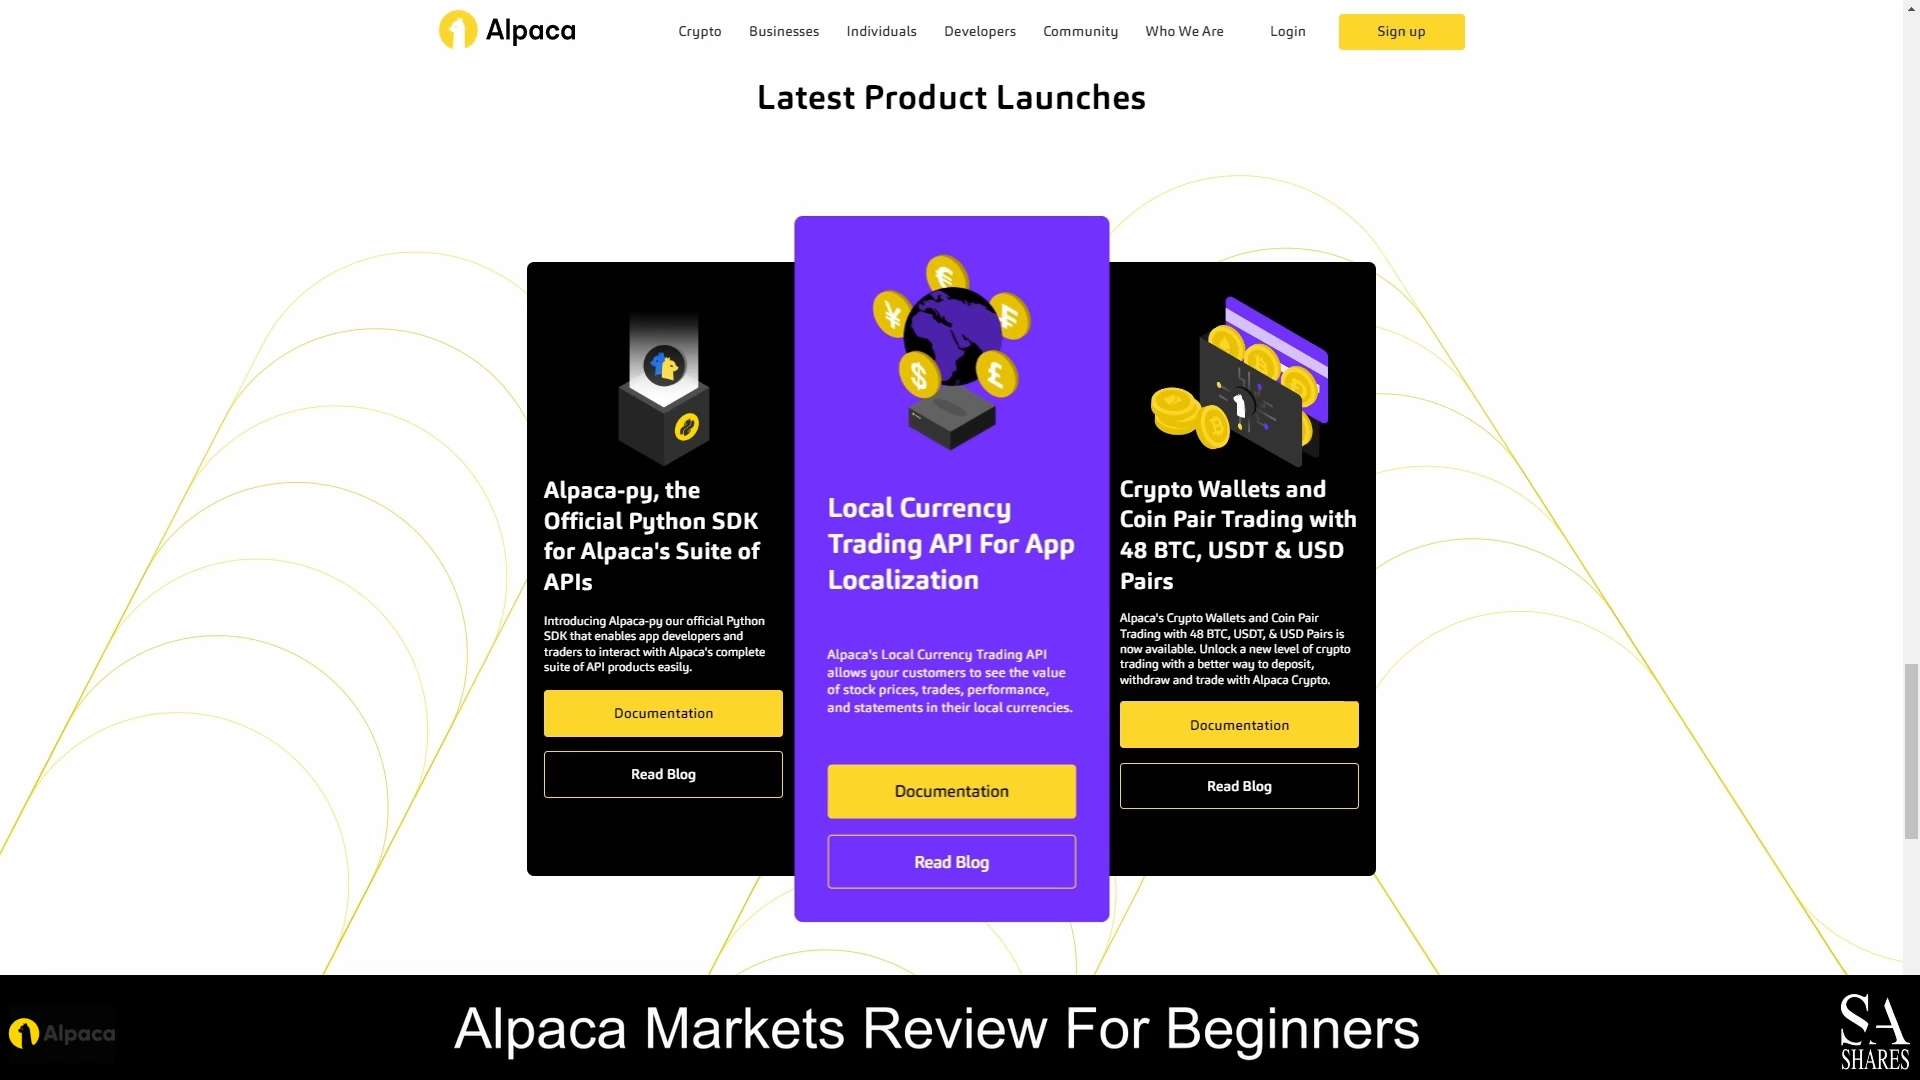 Alpaca
Crypto Businesses Individuals Developers Community Who We Are Login Sign up
Latest Product Launches
Alpaca-py, the
Official Python SDK
for Alpaca's Suite of
APIs
Introducing Alpaca-py our official Python
SDK that enables app developers and
traders to interact with Alpaca's complete
suite of API products easily.
Documentation
Read Blog
Local Currency
Trading API For App
Localization
Alpaca's Local Currency Trading API
allows your customers to see the value
of stock prices, trades, performance,
and statements in their local currencies.
Documentation
Read Blog
Crypto Wallets and
Coin Pair Trading with
48 BTC, USDT & USD
Pairs
Alpaca's Crypto Wallets and Coin Pair
Trading with 48 BTC, USDT, & USD Pairs is
now available. Unlock a new level of crypto
trading with a better way to deposit,
withdraw and trade with Alpaca Crypto.
Documentation
Read Blog
Alpaca
Alpaca Markets Review For Beginners
SA
SHARES